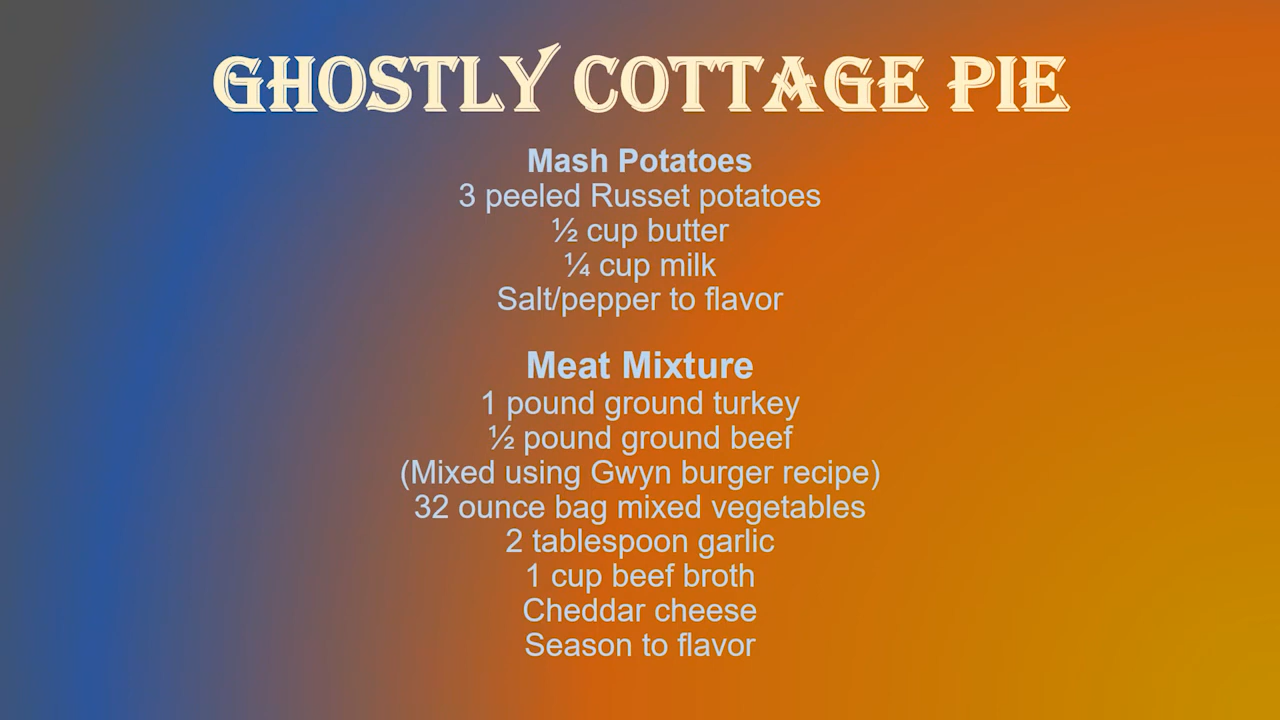 GHOSTLY COTTAGE PIE
Mash Potatoes
3 peeled Russet potatoes
½ cup butter
¼ cup milk
Salt/pepper to flavor
Meat Mixture
1 pound ground turkey
½ pound ground beef
(Mixed using Gwyn burger recipe)
32 ounce bag mixed vegetables
2 tablespoon garlic
1 cup beef broth
Cheddar cheese
Season to flavor